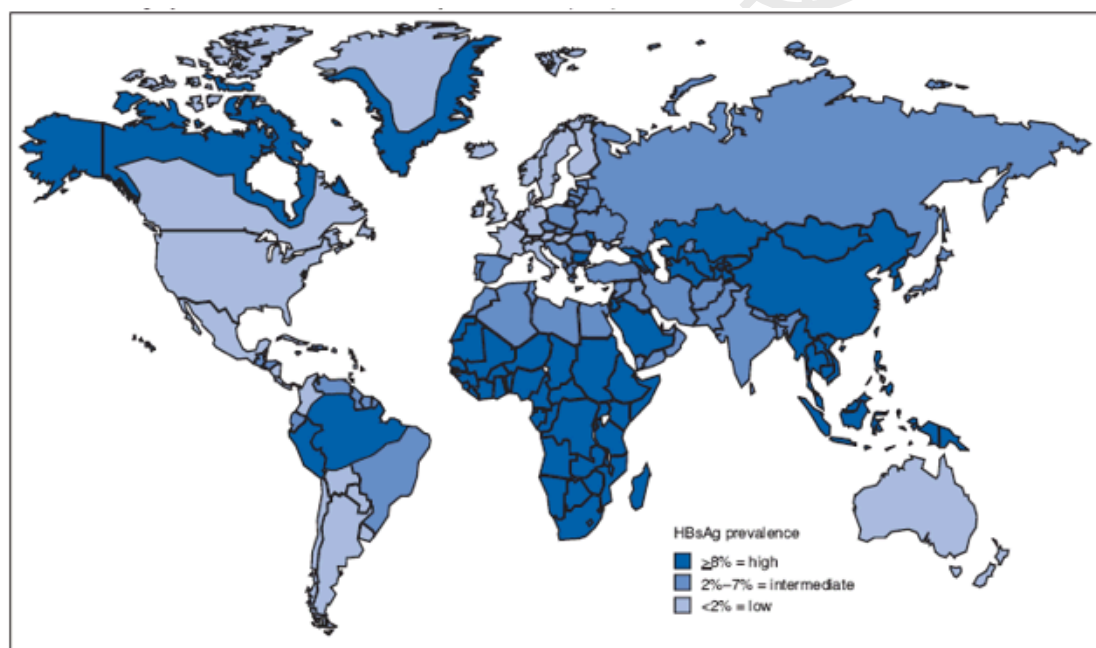 HBsAg prevalence
≥8% = high
2%–7% = intermediate
<2% = low